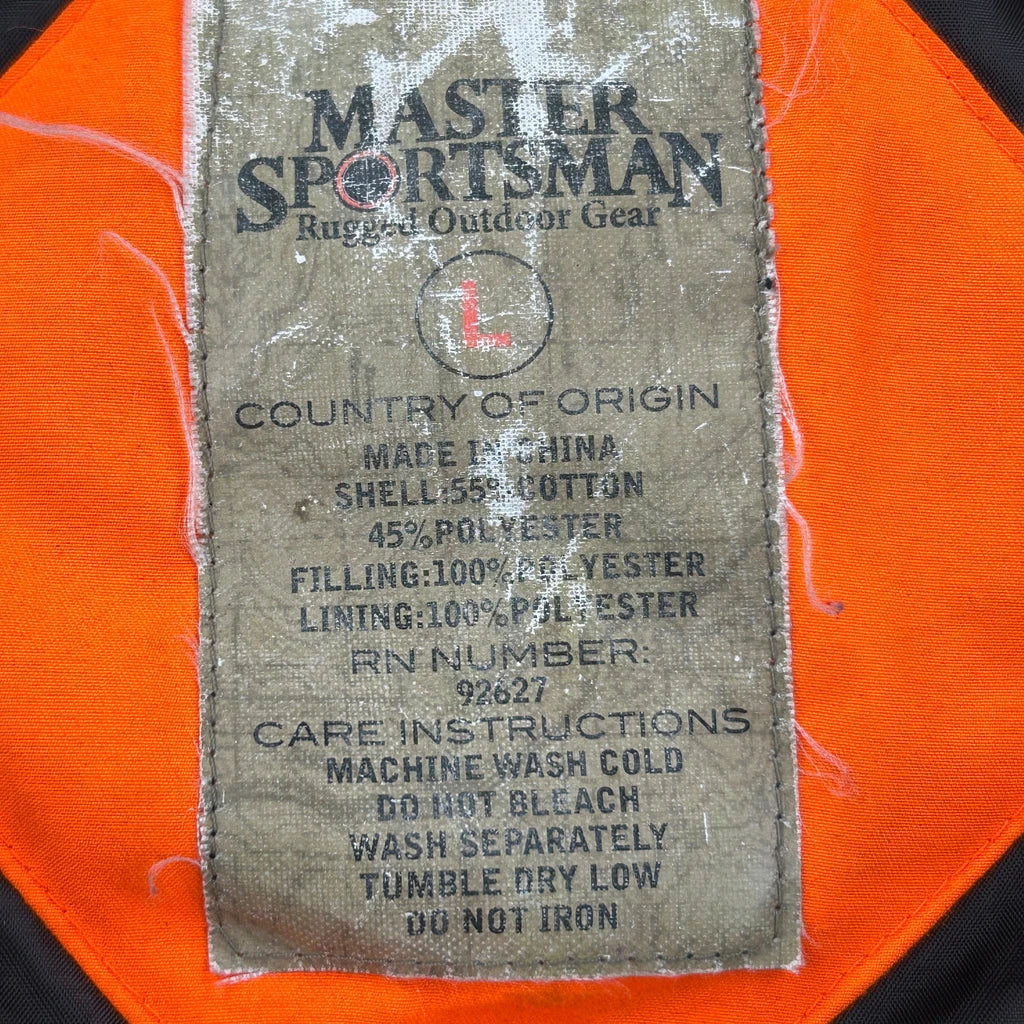 MASTER
SPORTSMAN
Rugged Outdoor Gear
L
COUNTRY OF ORIGIN
MADE IN CHINA
SHELL:55% COTTON
45%POLYESTER
FILLING:100%POLYESTER
LINING:100%POLYESTER
RN NUMBER:
92627
CARE INSTRUCTIONS
MACHINE WASH COLD
DO NOT BLEACH
WASH SEPARATELY
TUMBLE DRY LOW
DO NOT IRON